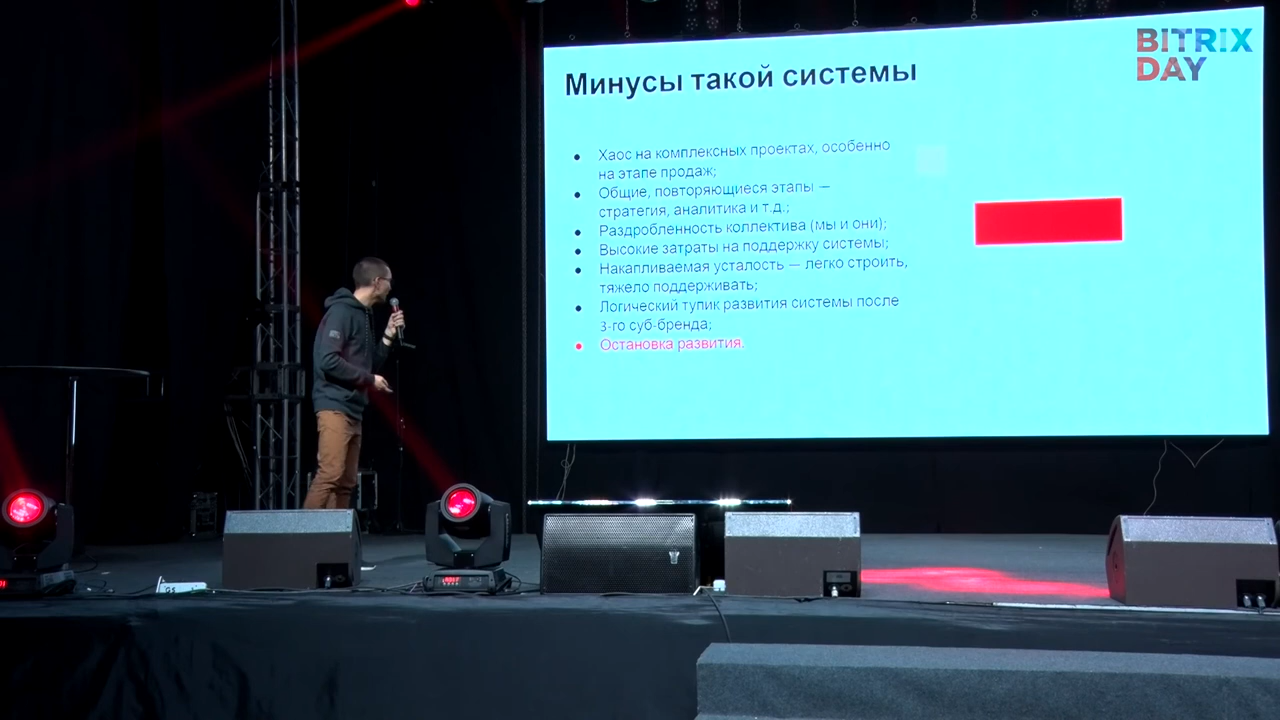 BITRIX
DAY
Минусы такой системы
Хаос на комплексных проектах, особенно
на этапе продаж;
Общие, повторяющиеся этапы —
стратегия, аналитика и т.д.;
Раздробленность коллектива (мы и они);
Высокие затраты на поддержку системы;
Накапливаемая усталость — легко строить,
тяжело поддерживать;
Логический тупик развития системы после
3-го суб-бренда;
Остановка развития.